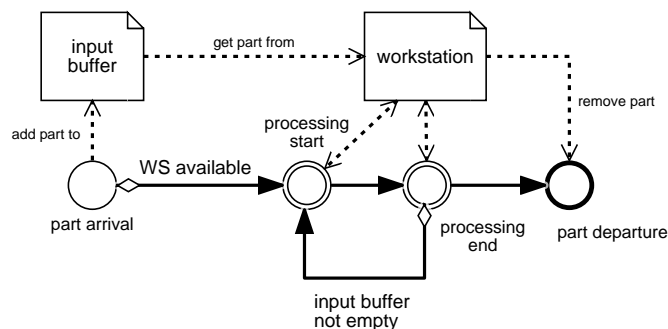 input
buffer
get part from
workstation
add part to
processing
start
remove part
WS available
part arrival
processing
end
part departure
input buffer
not empty